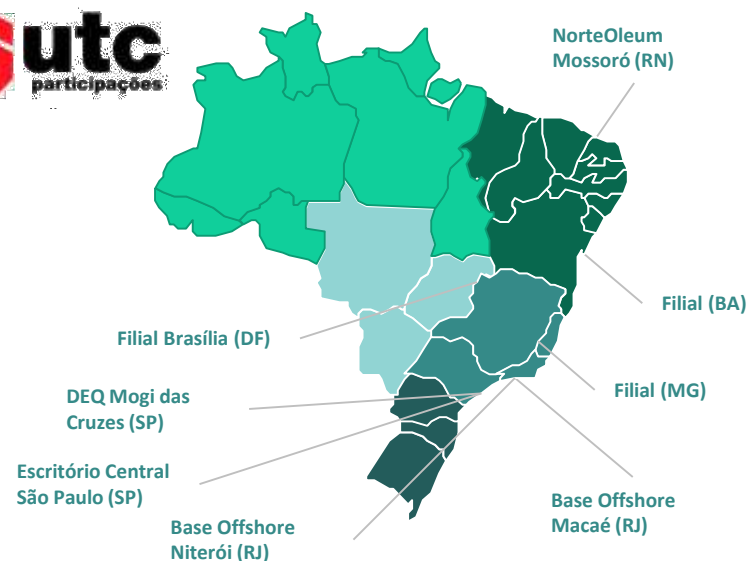 utc
participações
NorteOleum
Mossoró (RN)
Filial (BA)
Filial Brasília (DF)
Filial (MG)
DEQ Mogi das
Cruzes (SP)
Escritório Central
São Paulo (SP)
Base Offshore
Macaé (RJ)
Base Offshore
Niterói (RJ)